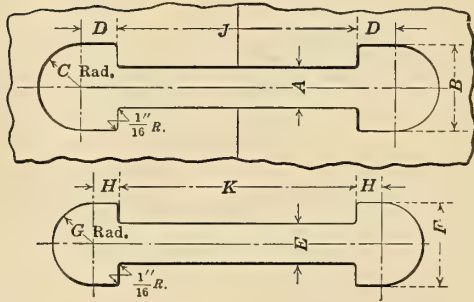 D J D
C Rad. A B
1″/16 R.
H K H
G Rad. E F
1″/16 R.